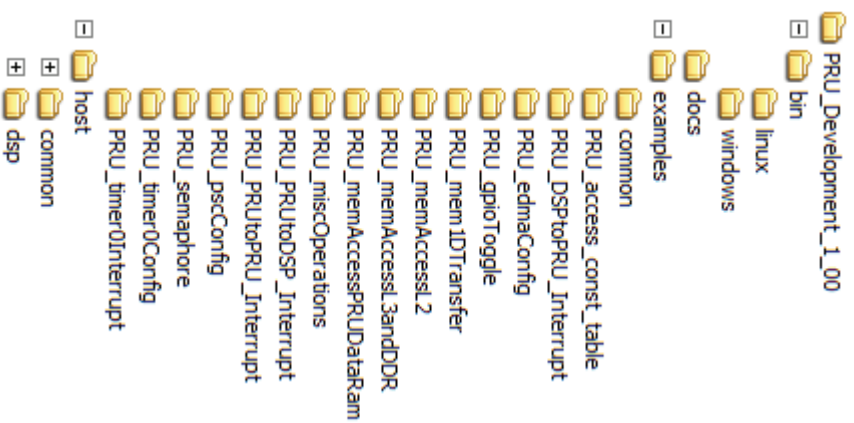 PRU_Development_1_00
bin
linux
windows
docs
examples
common
PRU_access_const_table
PRU_DSPtoPRU_Interrupt
PRU_edmaConfig
PRU_gpioToggle
PRU_mem1DTransfer
PRU_memAccessL2
PRU_memAccessL3andDDR
PRU_memAccessPRUDataRam
PRU_miscOperations
PRU_PRUtoDSP_Interrupt
PRU_PRUtoPRU_Interrupt
PRU_pscConfig
PRU_semaphore
PRU_timer0Config
PRU_timer0Interrupt
host
common
dsp